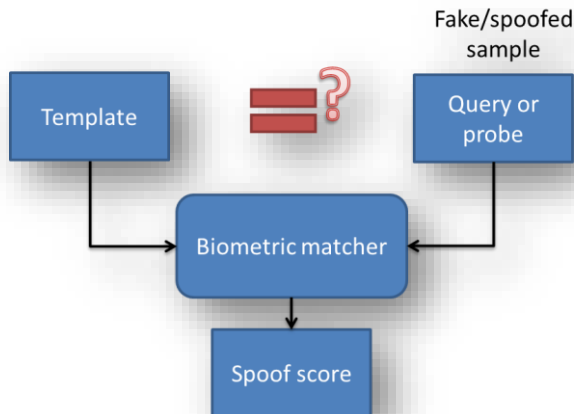 Fake/spoofed
sample
Template
=?
Query or
probe
Biometric matcher
Spoof score